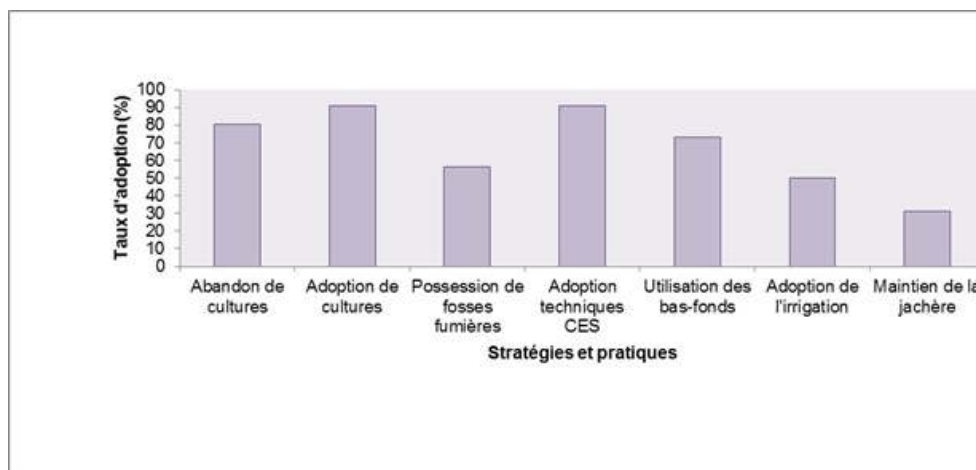 Taux d'adoption (%)
100
90
80
70
60
50
40
30
20
10
0
Abandon de
cultures
Adoption de
cultures
Possession de
fosses
fumières
Adoption
techniques
CES
Utilisation des
bas-fonds
Adoption de
l'irrigation
Maintien de la
jachère
Stratégies et pratiques